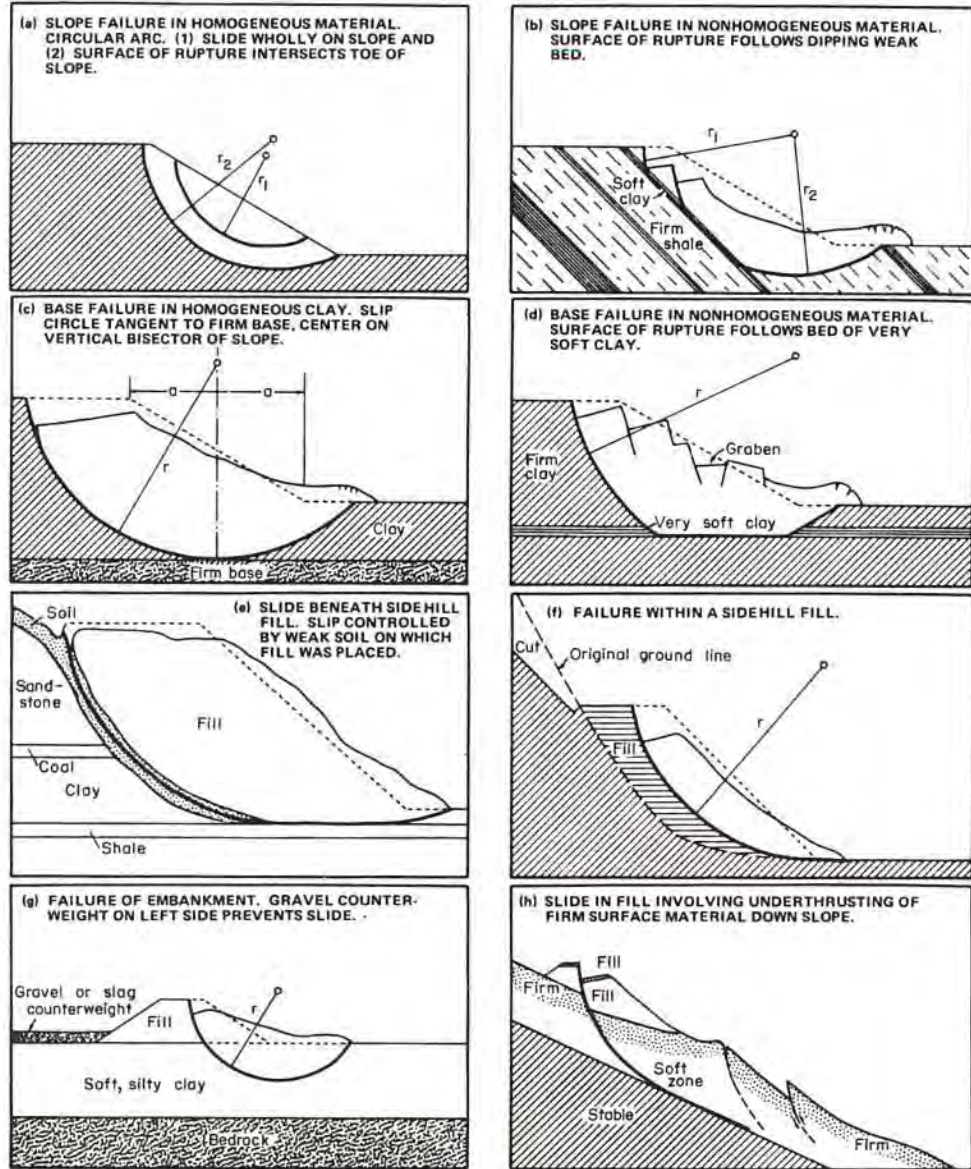 (a) SLOPE FAILURE IN HOMOGENEOUS MATERIAL.
CIRCULAR ARC. (1) SLIDE WHOLLY ON SLOPE AND
(2) SURFACE OF RUPTURE INTERSECTS TOE OF
SLOPE.
r2
r1
(b) SLOPE FAILURE IN NONHOMOGENEOUS MATERIAL.
SURFACE OF RUPTURE FOLLOWS DIPPING WEAK
BED.
r1
r2
Soft
clay
Firm
shale
(c) BASE FAILURE IN HOMOGENEOUS CLAY. SLIP
CIRCLE TANGENT TO FIRM BASE, CENTER ON
VERTICAL BISECTOR OF SLOPE.
a
a
r
Clay
Firm base
(d) BASE FAILURE IN NONHOMOGENEOUS MATERIAL.
SURFACE OF RUPTURE FOLLOWS BED OF VERY
SOFT CLAY.
r
Graben
Firm
clay
Very soft clay
(e) SLIDE BENEATH SIDE HILL
FILL. SLIP CONTROLLED
BY WEAK SOIL ON WHICH
FILL WAS PLACED.
Soil
Sand-
stone
Fill
Coal
Clay
Shale
(f) FAILURE WITHIN A SIDEHILL FILL.
Cut
Original ground line
r
Fill
(g) FAILURE OF EMBANKMENT. GRAVEL COUNTER-
WEIGHT ON LEFT SIDE PREVENTS SLIDE.
Gravel or slag
counterweight
Fill
r
Soft, silty clay
Bedrock
(h) SLIDE IN FILL INVOLVING UNDERTHRUSTING OF
FIRM SURFACE MATERIAL DOWN SLOPE.
Fill
Firm
Fill
Soft
zone
Stable
Firm